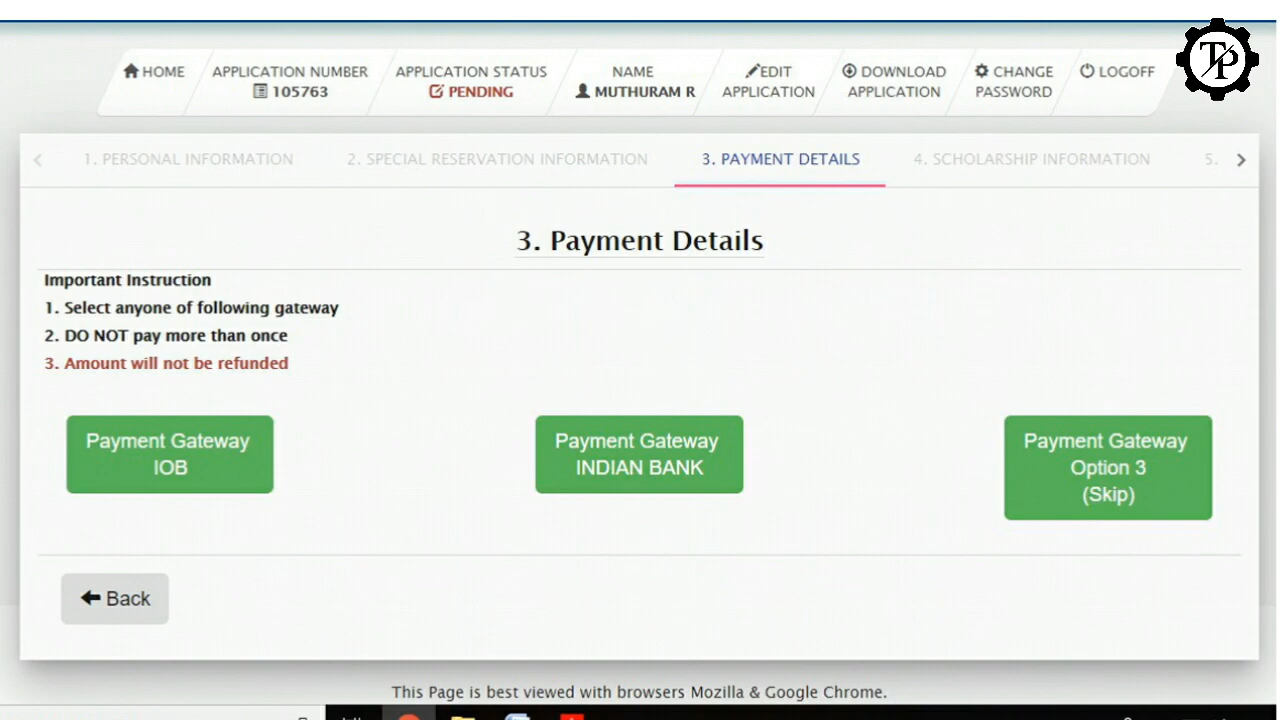 HOME
APPLICATION NUMBER
105763
APPLICATION STATUS
PENDING
NAME
MUTHURAM R
EDIT
APPLICATION
DOWNLOAD
APPLICATION
CHANGE
PASSWORD
LOGOFF
TP
1. PERSONAL INFORMATION
2. SPECIAL RESERVATION INFORMATION
3. PAYMENT DETAILS
4. SCHOLARSHIP INFORMATION
5.
3. Payment Details
Important Instruction
1. Select anyone of following gateway
2. DO NOT pay more than once
3. Amount will not be refunded
Payment Gateway
IOB
Payment Gateway
INDIAN BANK
Payment Gateway
Option 3
(Skip)
Back
This Page is best viewed with browsers Mozilla & Google Chrome.